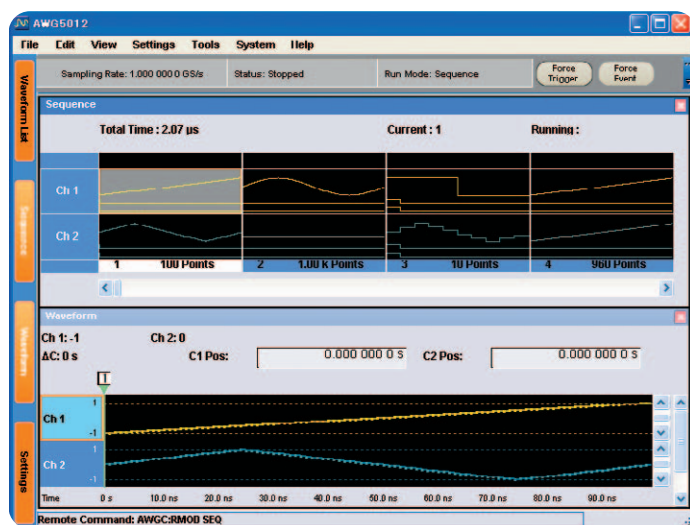 AWG5012
File Edit View Settings Tools System Help
Sampling Rate: 1.000 000 0 GS/s Status: Stopped Run Mode: Sequence Force Trigger Force Event
Waveform List
Sequence
Waveform
Settings
Sequence
Total Time : 2.07 µs Current : 1 Running :
Ch 1
Ch 2
1 100 Points 2 1.00 K Points 3 10 Points 4 960 Points
Waveform
Ch 1: -1 Ch 2: 0
ΔC: 0 s C1 Pos: 0.000 000 0 s C2 Pos: 0.000 000 0 s
1
Ch 1 1 -1
Ch 2 1 -1
Time 0 s 10.0 ns 20.0 ns 30.0 ns 40.0 ns 50.0 ns 60.0 ns 70.0 ns 80.0 ns 90.0 ns
Remote Command: AWGC:RMOD SEQ